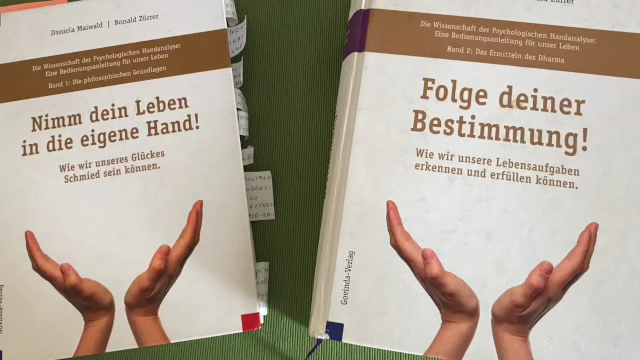 Daniela Maiwald | Ronald Zürrer
Die Wissenschaft der Psychologischen Handanalyse:
Eine Bedienungsanleitung für unser Leben
Band 1: Die philosophischen Grundlagen
Nimm dein Leben
in die eigene Hand!
Wie wir unseres Glückes
Schmied sein können.
Zürrer
Die Wissenschaft der Psychologischen Handanalyse:
Eine Bedienungsanleitung für unser Leben
Band 2: Das Ermitteln des Dharma
Folge deiner
Bestimmung!
Wie wir unsere Lebensaufgaben
erkennen und erfüllen können.
Govinda-Verlag